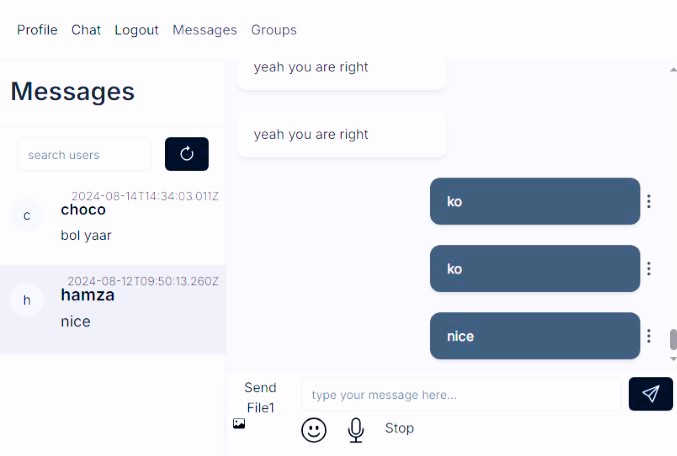 Profile Chat Logout Messages Groups
Messages
search users
2024-08-14T14:34:03.011Z
c
choco
bol yaar
2024-08-12T09:50:13.260Z
h
hamza
nice
yeah you are right
yeah you are right
ko
ko
nice
Send
File1
type your message here...
Stop